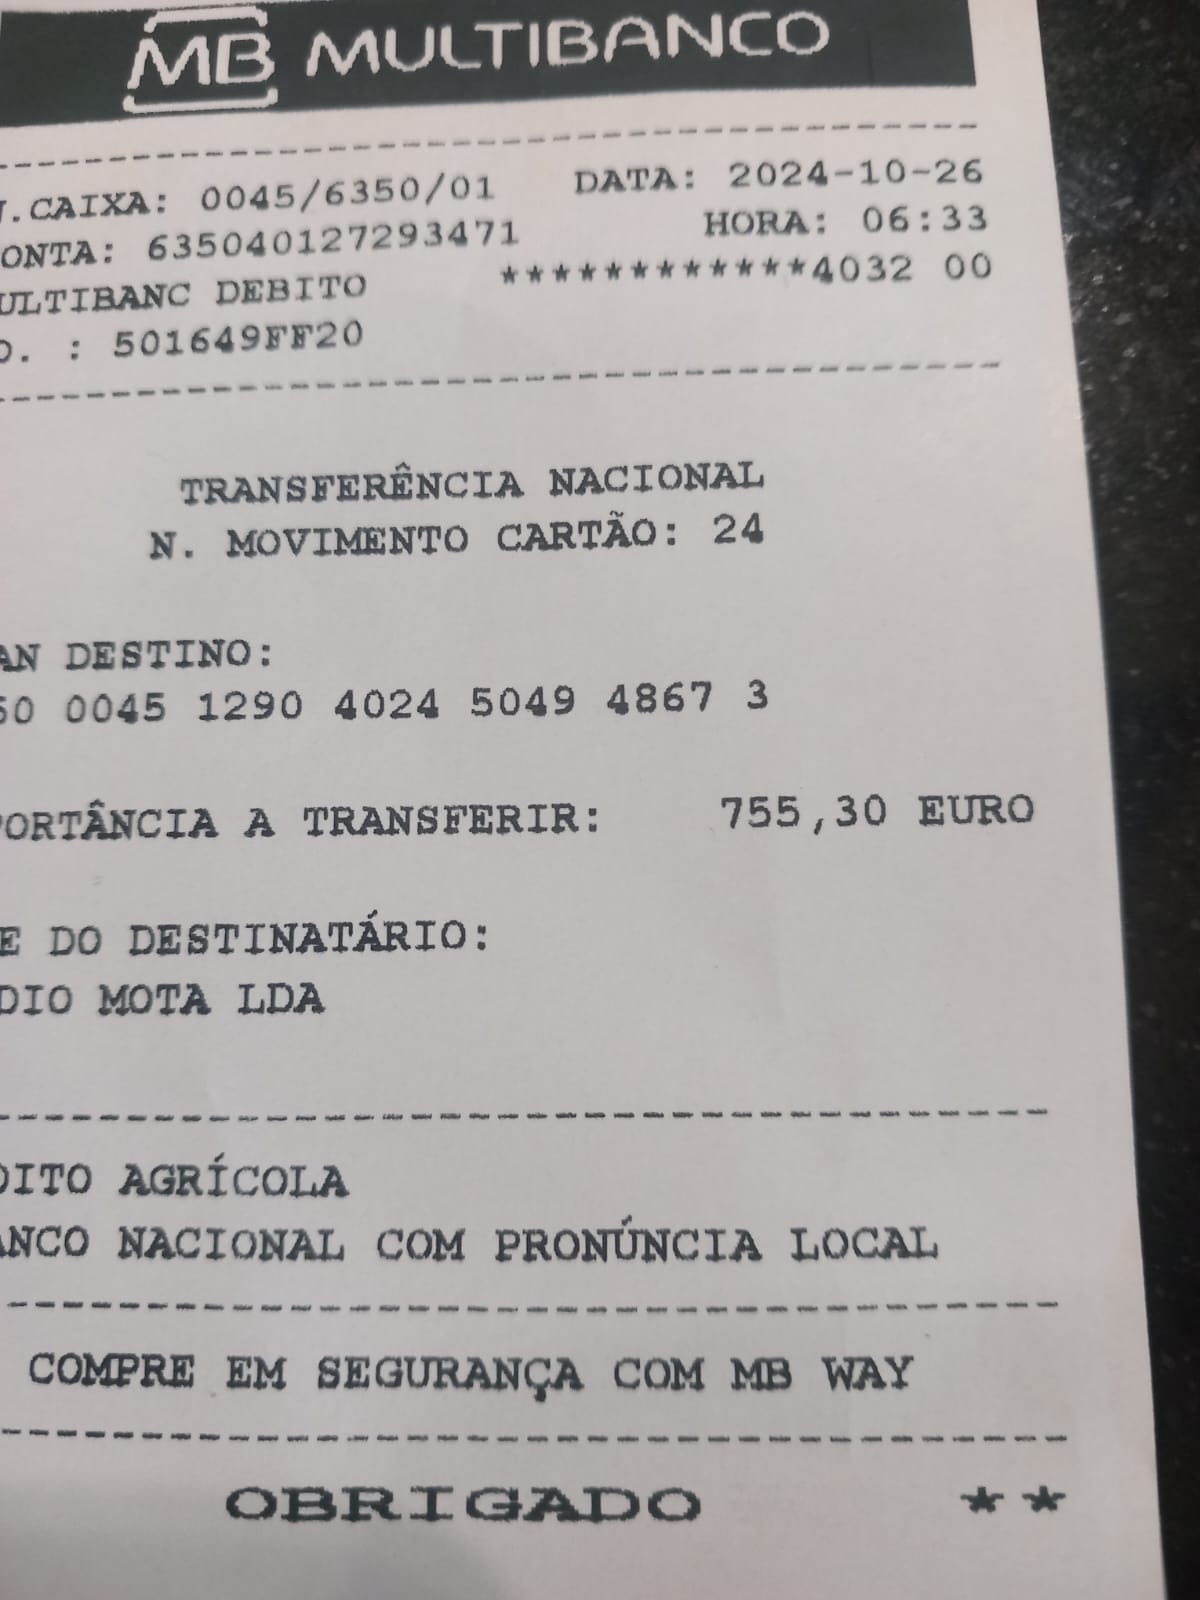 MB MULTIBANCO
N.CAIXA: 0045/6350/01 DATA: 2024-10-26
ONTA: 635040127293471 HORA: 06:33
ULTIBANC DEBITO ************4032 00
O. : 501649FF20
TRANSFERÊNCIA NACIONAL
N. MOVIMENTO CARTÃO: 24
AN DESTINO:
50 0045 1290 4024 5049 4867 3
PORTÂNCIA A TRANSFERIR: 755,30 EURO
E DO DESTINATÁRIO:
DIO MOTA LDA
DITO AGRÍCOLA
ANCO NACIONAL COM PRONÚNCIA LOCAL
COMPRE EM SEGURANÇA COM MB WAY
OBRIGADO **